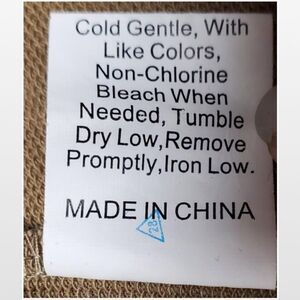 Cold Gentle, With
Like Colors,
Non-Chlorine
Bleach When
Needed, Tumble
Dry Low,Remove
Promptly,Iron Low.
MADE IN CHINA
28